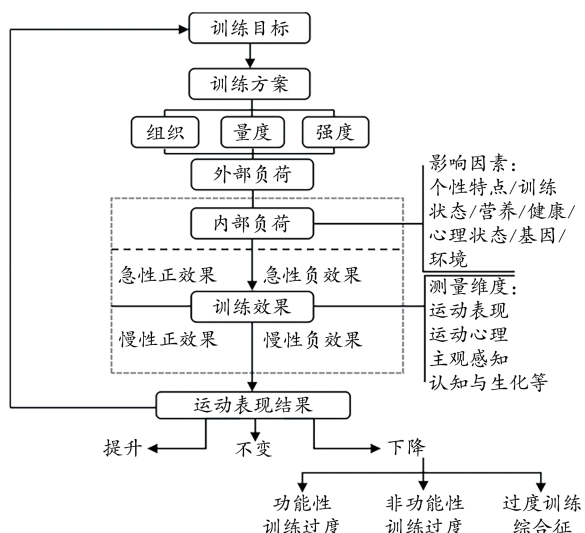 训练目标
训练方案
组织
量度
强度
外部负荷
内部负荷
影响因素:
个性特点/训练
状态/营养/健康/
心理状态/基因/
环境
急性正效果
急性负效果
训练效果
慢性正效果
慢性负效果
测量维度:
运动表现
运动心理
主观感知
认知与生化等
运动表现结果
提升
不变
下降
功能性
训练过度
非功能性
训练过度
过度训练
综合征